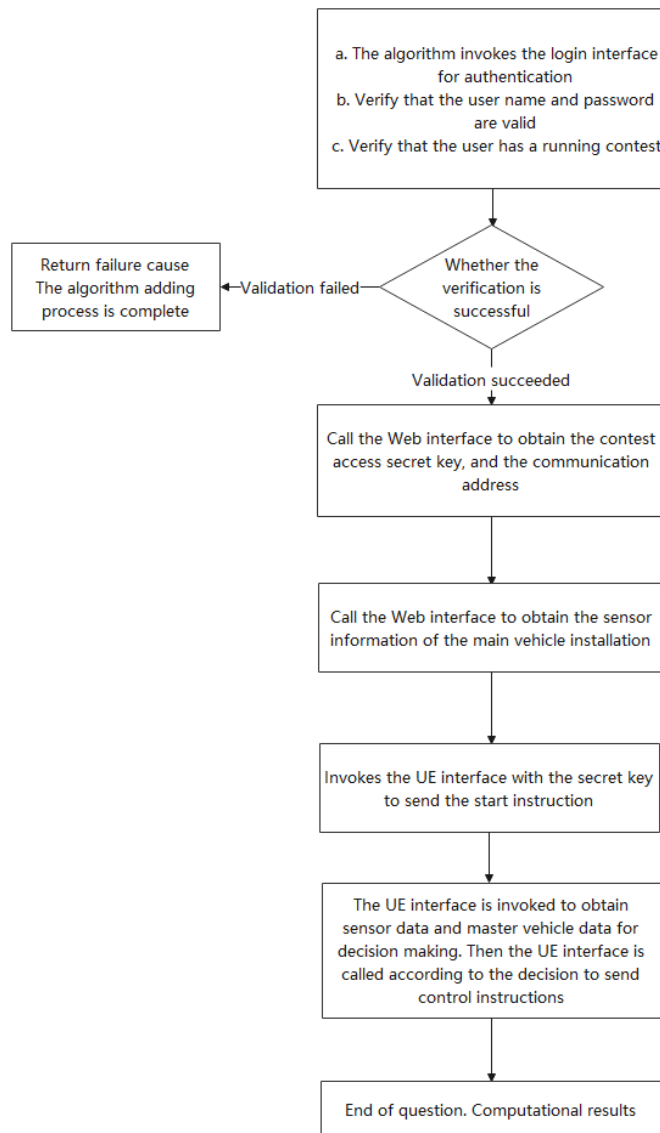 a. The algorithm invokes the login interface
for authentication
b. Verify that the user name and password
are valid
c. Verify that the user has a running contest
Whether the
verification is
successful
Validation failed
Return failure cause
The algorithm adding
process is complete
Validation succeeded
Call the Web interface to obtain the contest
access secret key, and the communication
address
Call the Web interface to obtain the sensor
information of the main vehicle installation
Invokes the UE interface with the secret key
to send the start instruction
The UE interface is invoked to obtain
sensor data and master vehicle data for
decision making. Then the UE interface is
called according to the decision to send
control instructions
End of question. Computational results